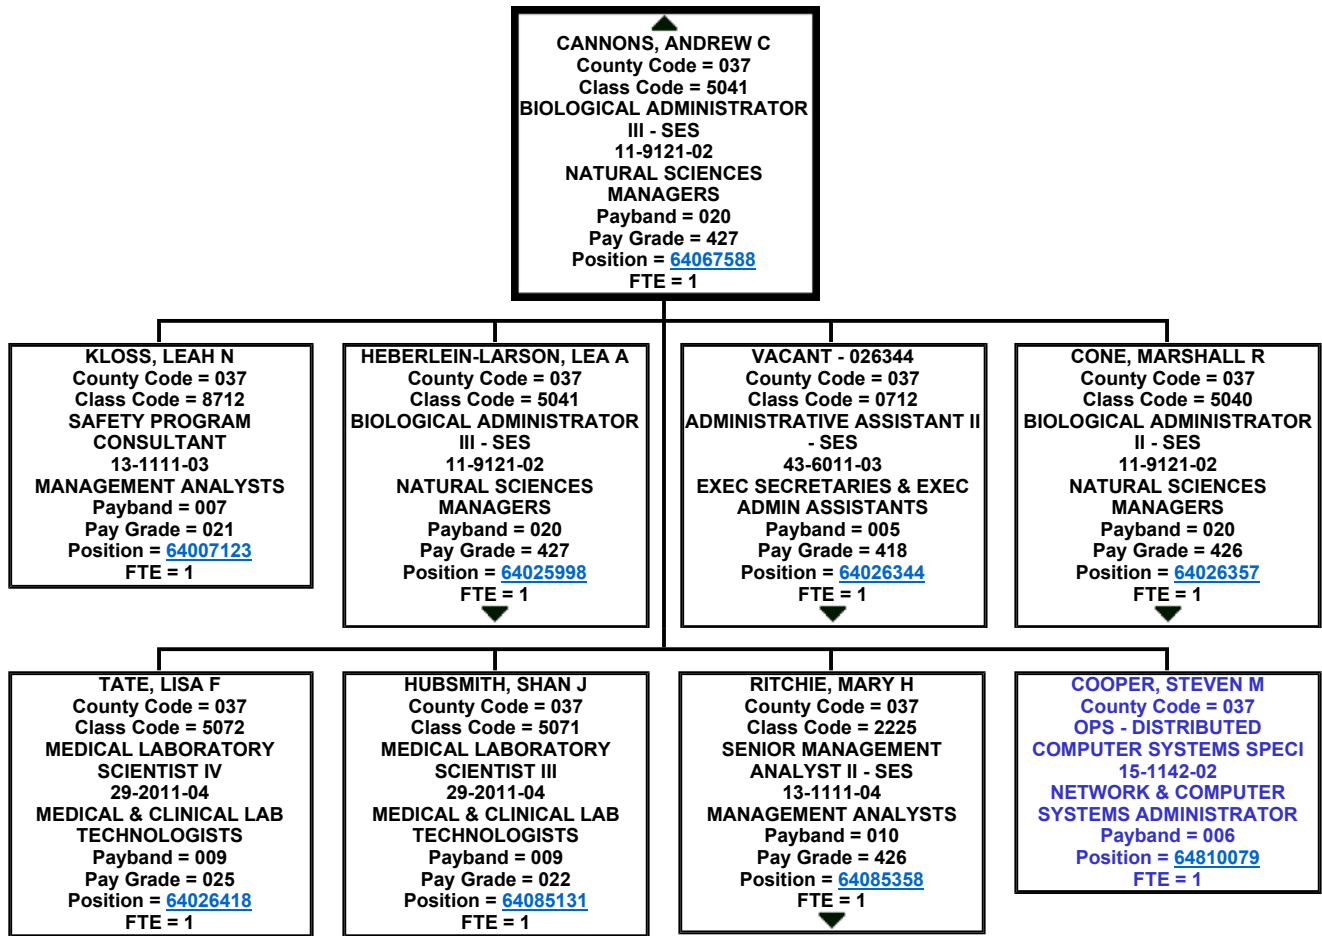 CANNONS, ANDREW C
County Code = 037
Class Code = 5041
BIOLOGICAL ADMINISTRATOR
III - SES
11-9121-02
NATURAL SCIENCES
MANAGERS
Payband = 020
Pay Grade = 427
Position = 64067588
FTE = 1
KLOSS, LEAH N
County Code = 037
Class Code = 8712
SAFETY PROGRAM
CONSULTANT
13-1111-03
MANAGEMENT ANALYSTS
Payband = 007
Pay Grade = 021
Position = 64007123
FTE = 1
HEBERLEIN-LARSON, LEA A
County Code = 037
Class Code = 5041
BIOLOGICAL ADMINISTRATOR
III - SES
11-9121-02
NATURAL SCIENCES
MANAGERS
Payband = 020
Pay Grade = 427
Position = 64025998
FTE = 1
VACANT - 026344
County Code = 037
Class Code = 0712
ADMINISTRATIVE ASSISTANT II
- SES
43-6011-03
EXEC SECRETARIES & EXEC
ADMIN ASSISTANTS
Payband = 005
Pay Grade = 418
Position = 64026344
FTE = 1
CONE, MARSHALL R
County Code = 037
Class Code = 5040
BIOLOGICAL ADMINISTRATOR
II - SES
11-9121-02
NATURAL SCIENCES
MANAGERS
Payband = 020
Pay Grade = 426
Position = 64026357
FTE = 1
TATE, LISA F
County Code = 037
Class Code = 5072
MEDICAL LABORATORY
SCIENTIST IV
29-2011-04
MEDICAL & CLINICAL LAB
TECHNOLOGISTS
Payband = 009
Pay Grade = 025
Position = 64026418
FTE = 1
HUBSMITH, SHAN J
County Code = 037
Class Code = 5071
MEDICAL LABORATORY
SCIENTIST III
29-2011-04
MEDICAL & CLINICAL LAB
TECHNOLOGISTS
Payband = 009
Pay Grade = 022
Position = 64085131
FTE = 1
RITCHIE, MARY H
County Code = 037
Class Code = 2225
SENIOR MANAGEMENT
ANALYST II - SES
13-1111-04
MANAGEMENT ANALYSTS
Payband = 010
Pay Grade = 426
Position = 64085358
FTE = 1
COOPER, STEVEN M
County Code = 037
OPS - DISTRIBUTED
COMPUTER SYSTEMS SPECI
15-1142-02
NETWORK & COMPUTER
SYSTEMS ADMINISTRATOR
Payband = 006
Position = 64810079
FTE = 1